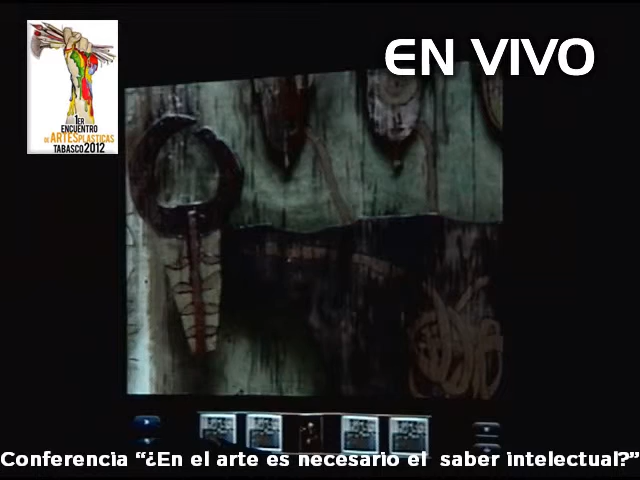 EN VIVO
1ER
ENCUENTRO
DE ARTES PLASTICAS
TABASCO 2012
Conferencia “¿En el arte es necesario el saber intelectual?”